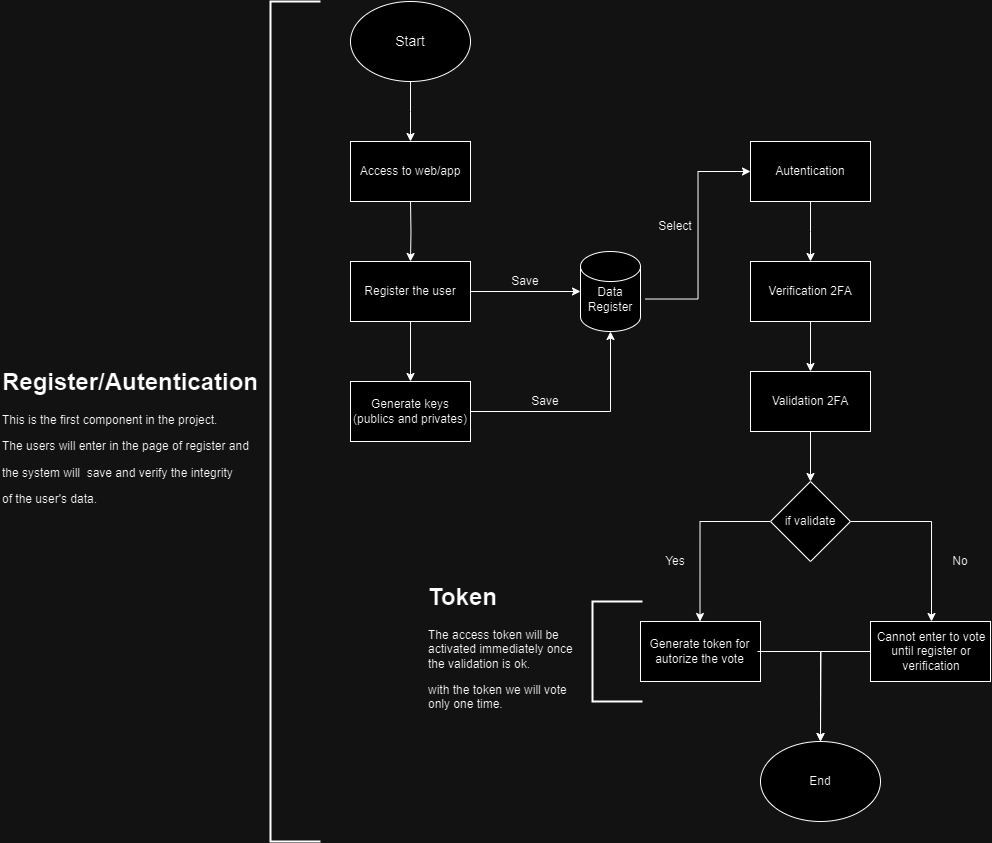 Start
Access to web/app
Autentication
Select
Register the user
Save
Data
Register
Verification 2FA
Generate keys
(publics and privates)
Save
Validation 2FA
Register/Autentication
This is the first component in the project.
The users will enter in the page of register and
the system will  save and verify the integrity
of the user's data.
if validate
Yes
No
Token
The access token will be
activated immediately once
the validation is ok.
with the token we will vote
only one time.
Generate token for
autorize the vote
Cannot enter to vote
until register or
verification
End